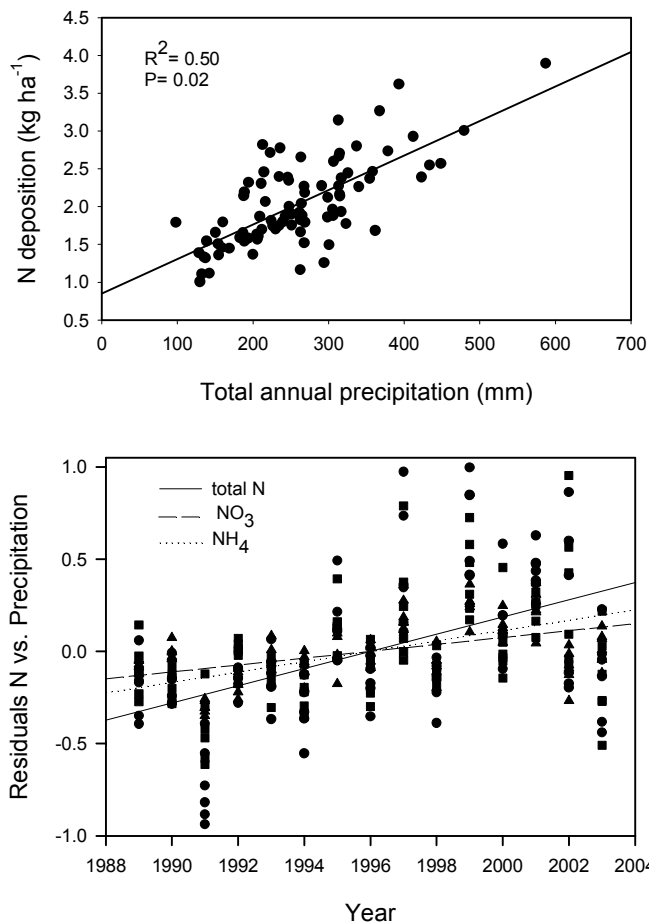 4.5
4.0
3.5
3.0
2.5
2.0
1.5
1.0
0.5
N deposition (kg ha-1)
R2= 0.50
P= 0.02
0 100 200 300 400 500 600 700
Total annual precipitation (mm)
1.0
0.5
0.0
-0.5
-1.0
Residuals N vs. Precipitation
total N
NO3
NH4
1988 1990 1992 1994 1996 1998 2000 2002 2004
Year